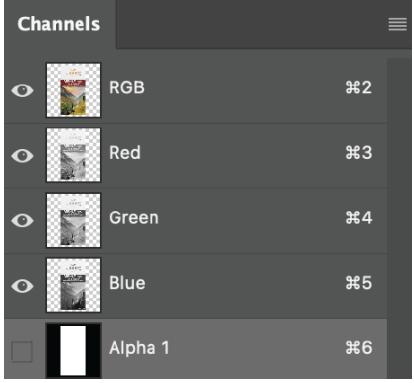 Channels
RGB ⌘2
Red ⌘3
Green ⌘4
Blue ⌘5
Alpha 1 ⌘6